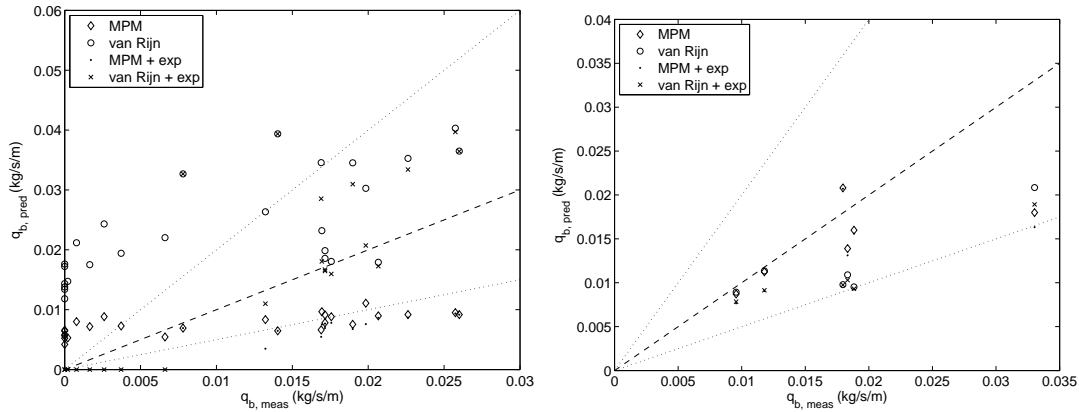 0.06
0.05
0.04
0.03
0.02
0.01
0
q_b, pred (kg/s/m)
MPM
van Rijn
MPM + exp
van Rijn + exp
0 0.005 0.01 0.015 0.02 0.025 0.03
q_b, meas (kg/s/m)
0.04
0.035
0.03
0.025
0.02
0.015
0.01
0.005
0
q_b, pred (kg/s/m)
MPM
van Rijn
MPM + exp
van Rijn + exp
0 0.005 0.01 0.015 0.02 0.025 0.03 0.035
q_b, meas (kg/s/m)